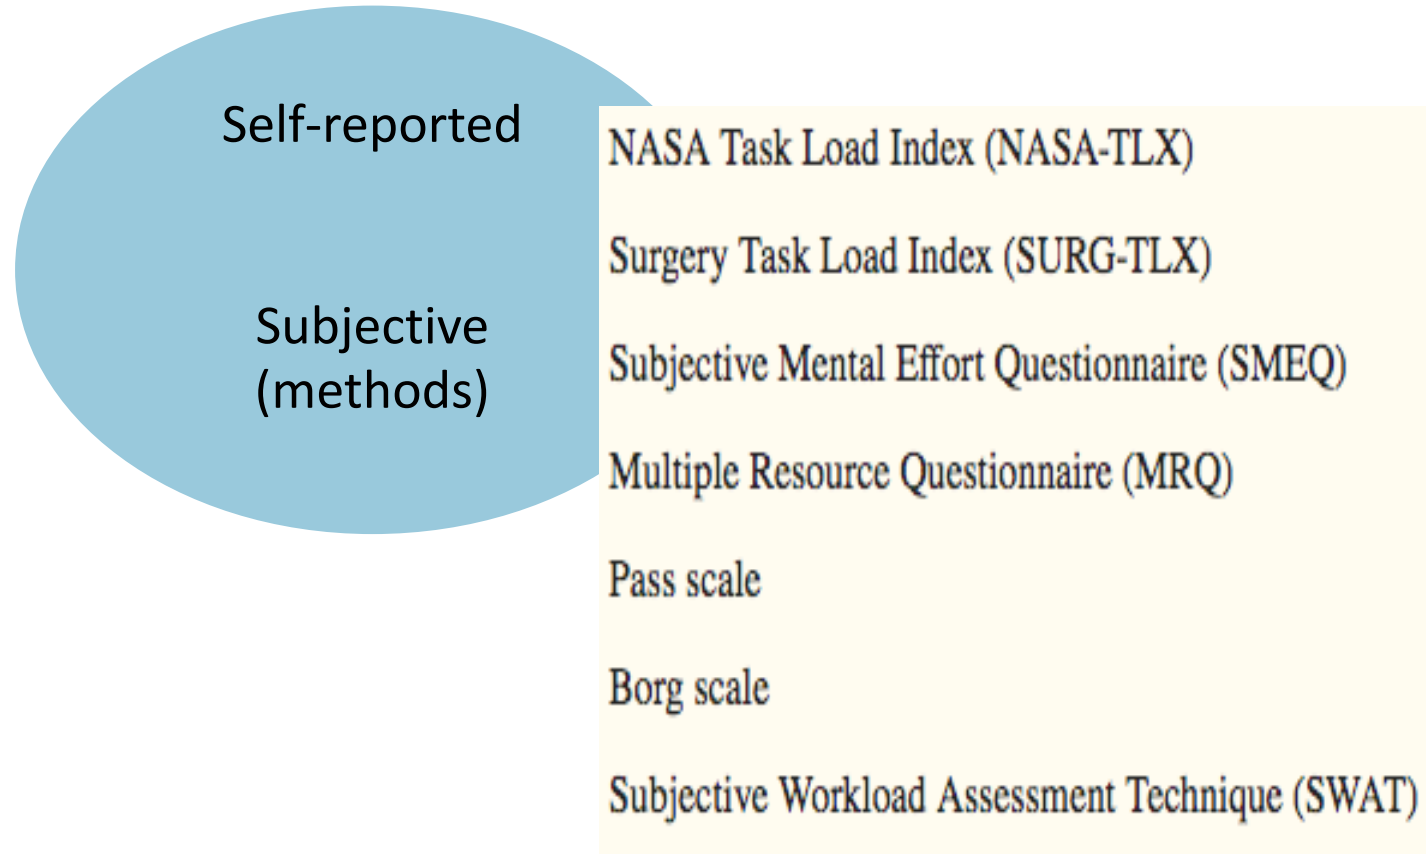 Self-reported
Subjective
(methods)
NASA Task Load Index (NASA-TLX)
Surgery Task Load Index (SURG-TLX)
Subjective Mental Effort Questionnaire (SMEQ)
Multiple Resource Questionnaire (MRQ)
Pass scale
Borg scale
Subjective Workload Assessment Technique (SWAT)